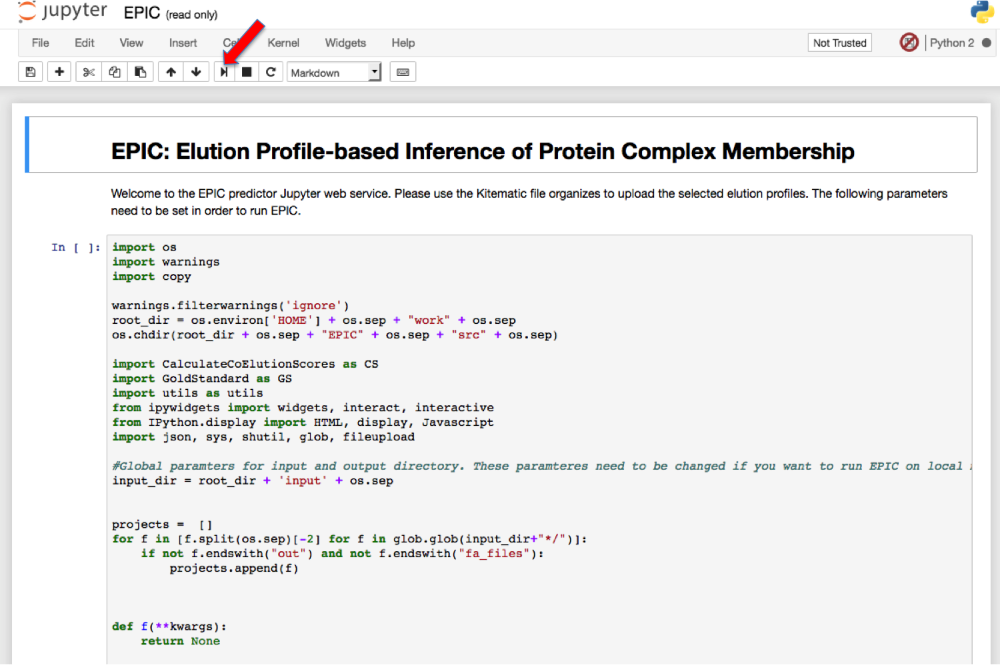 jupyter EPIC (read only)
File Edit View Insert Kernel Widgets Help Not Trusted Python 2
Markdown
EPIC: Elution Profile-based Inference of Protein Complex Membership
Welcome to the EPIC predictor Jupyter web service. Please use the Kitematic file organizes to upload the selected elution profiles. The following parameters
need to be set in order to run EPIC.
In [ ]: import os
import warnings
import copy
warnings.filterwarnings('ignore')
root_dir = os.environ['HOME'] + os.sep + "work" + os.sep
os.chdir(root_dir + os.sep + "EPIC" + os.sep + "src" + os.sep)
import CalculateCoElutionScores as CS
import GoldStandard as GS
import utils as utils
from ipywidgets import widgets, interact, interactive
from IPython.display import HTML, display, Javascript
import json, sys, shutil, glob, fileupload
#Global paramters for input and output directory. These paramteres need to be changed if you want to run EPIC on local
input_dir = root_dir + 'input' + os.sep
projects =  []
for f in [f.split(os.sep)[-2] for f in glob.glob(input_dir+"*/")]:
    if not f.endswith("out") and not f.endswith("fa_files"):
        projects.append(f)
def f(**kwargs):
    return None